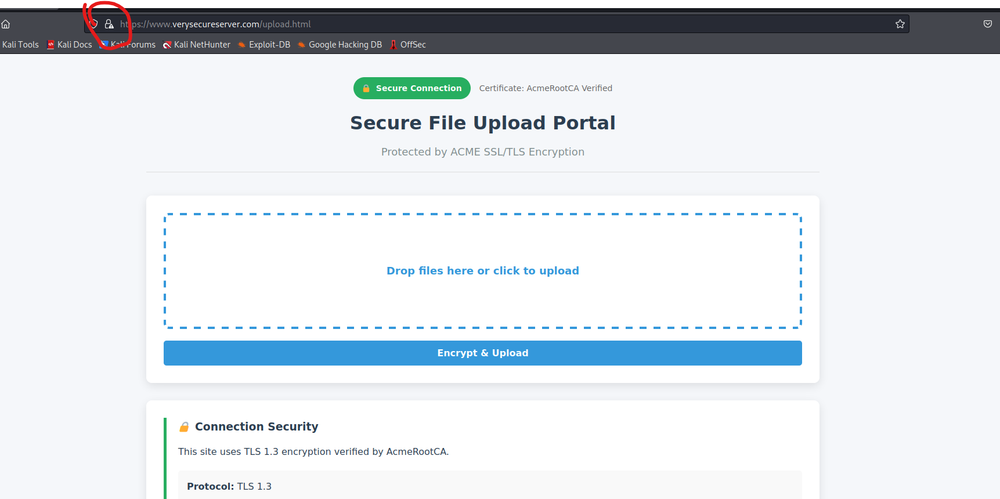 https://www.verysecureserver.com/upload.html
Kali Tools Kali Docs Kali Forums Kali NetHunter Exploit-DB Google Hacking DB OffSec
Secure Connection Certificate: AcmeRootCA Verified
Secure File Upload Portal
Protected by ACME SSL/TLS Encryption
Drop files here or click to upload
Encrypt & Upload
Connection Security
This site uses TLS 1.3 encryption verified by AcmeRootCA.
Protocol: TLS 1.3